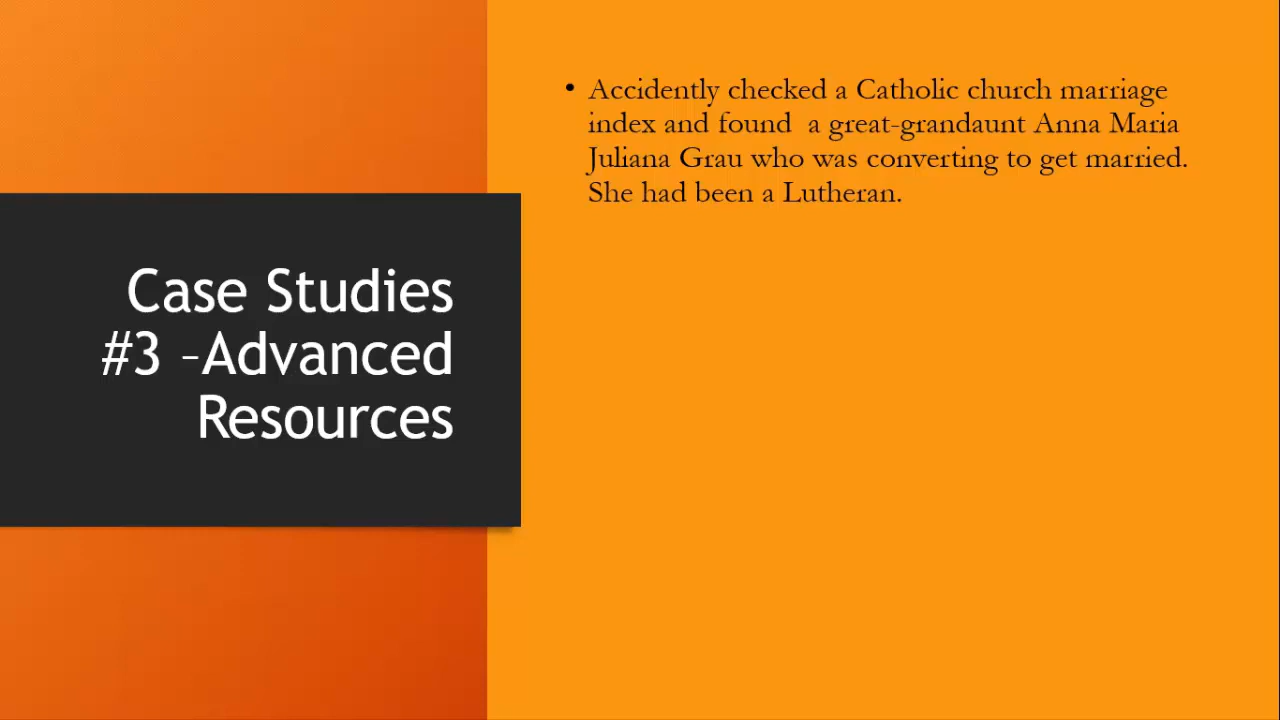 Case Studies
#3 –Advanced
Resources
• Accidently checked a Catholic church marriage
index and found  a great-grandaunt Anna Maria
Juliana Grau who was converting to get married.
She had been a Lutheran.